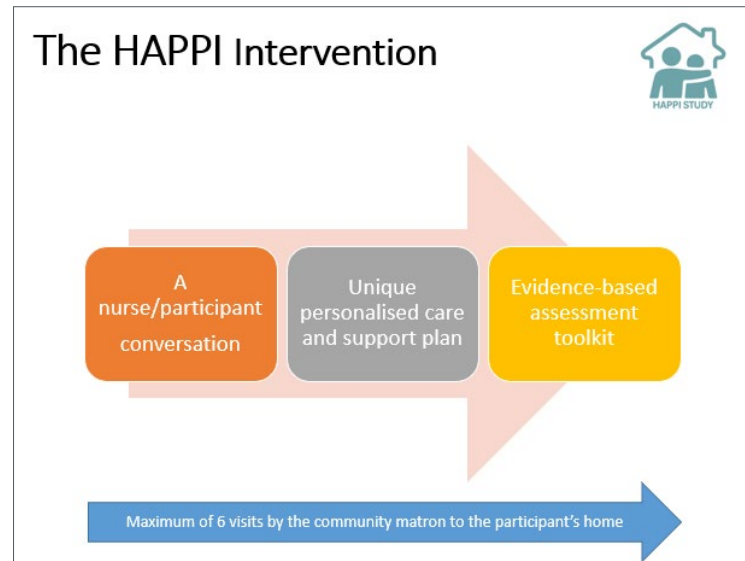 The HAPPI Intervention
HAPPI STUDY
A
nurse/participant
conversation
Unique
personalised care
and support plan
Evidence-based
assessment
toolkit
Maximum of 6 visits by the community matron to the participant's home